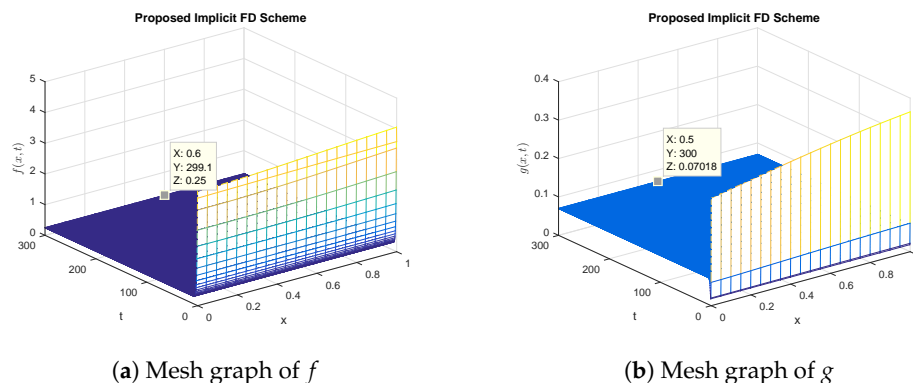 Proposed Implicit FD Scheme
5
4
3
2
1
0
f(x,t)
X: 0.6
Y: 299.1
Z: 0.25
300
200
100
0
t
0
0.2
0.4
0.6
0.8
1
x
(a) Mesh graph of f
Proposed Implicit FD Scheme
0.4
0.3
0.2
0.1
0
g(x,t)
X: 0.5
Y: 300
Z: 0.07018
300
200
100
0
t
0
0.2
0.4
0.6
0.8
x
(b) Mesh graph of g